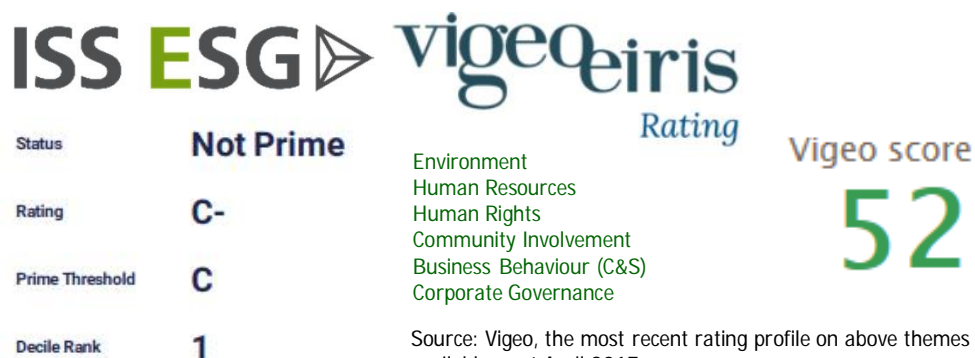 ISS ESG
Status Not Prime
Rating C-
Prime Threshold C
Decile Rank 1
vigeoeiris
Rating
Environment
Human Resources
Human Rights
Community Involvement
Business Behaviour (C&S)
Corporate Governance
Vigeo score
52
Source: Vigeo, the most recent rating profile on above themes